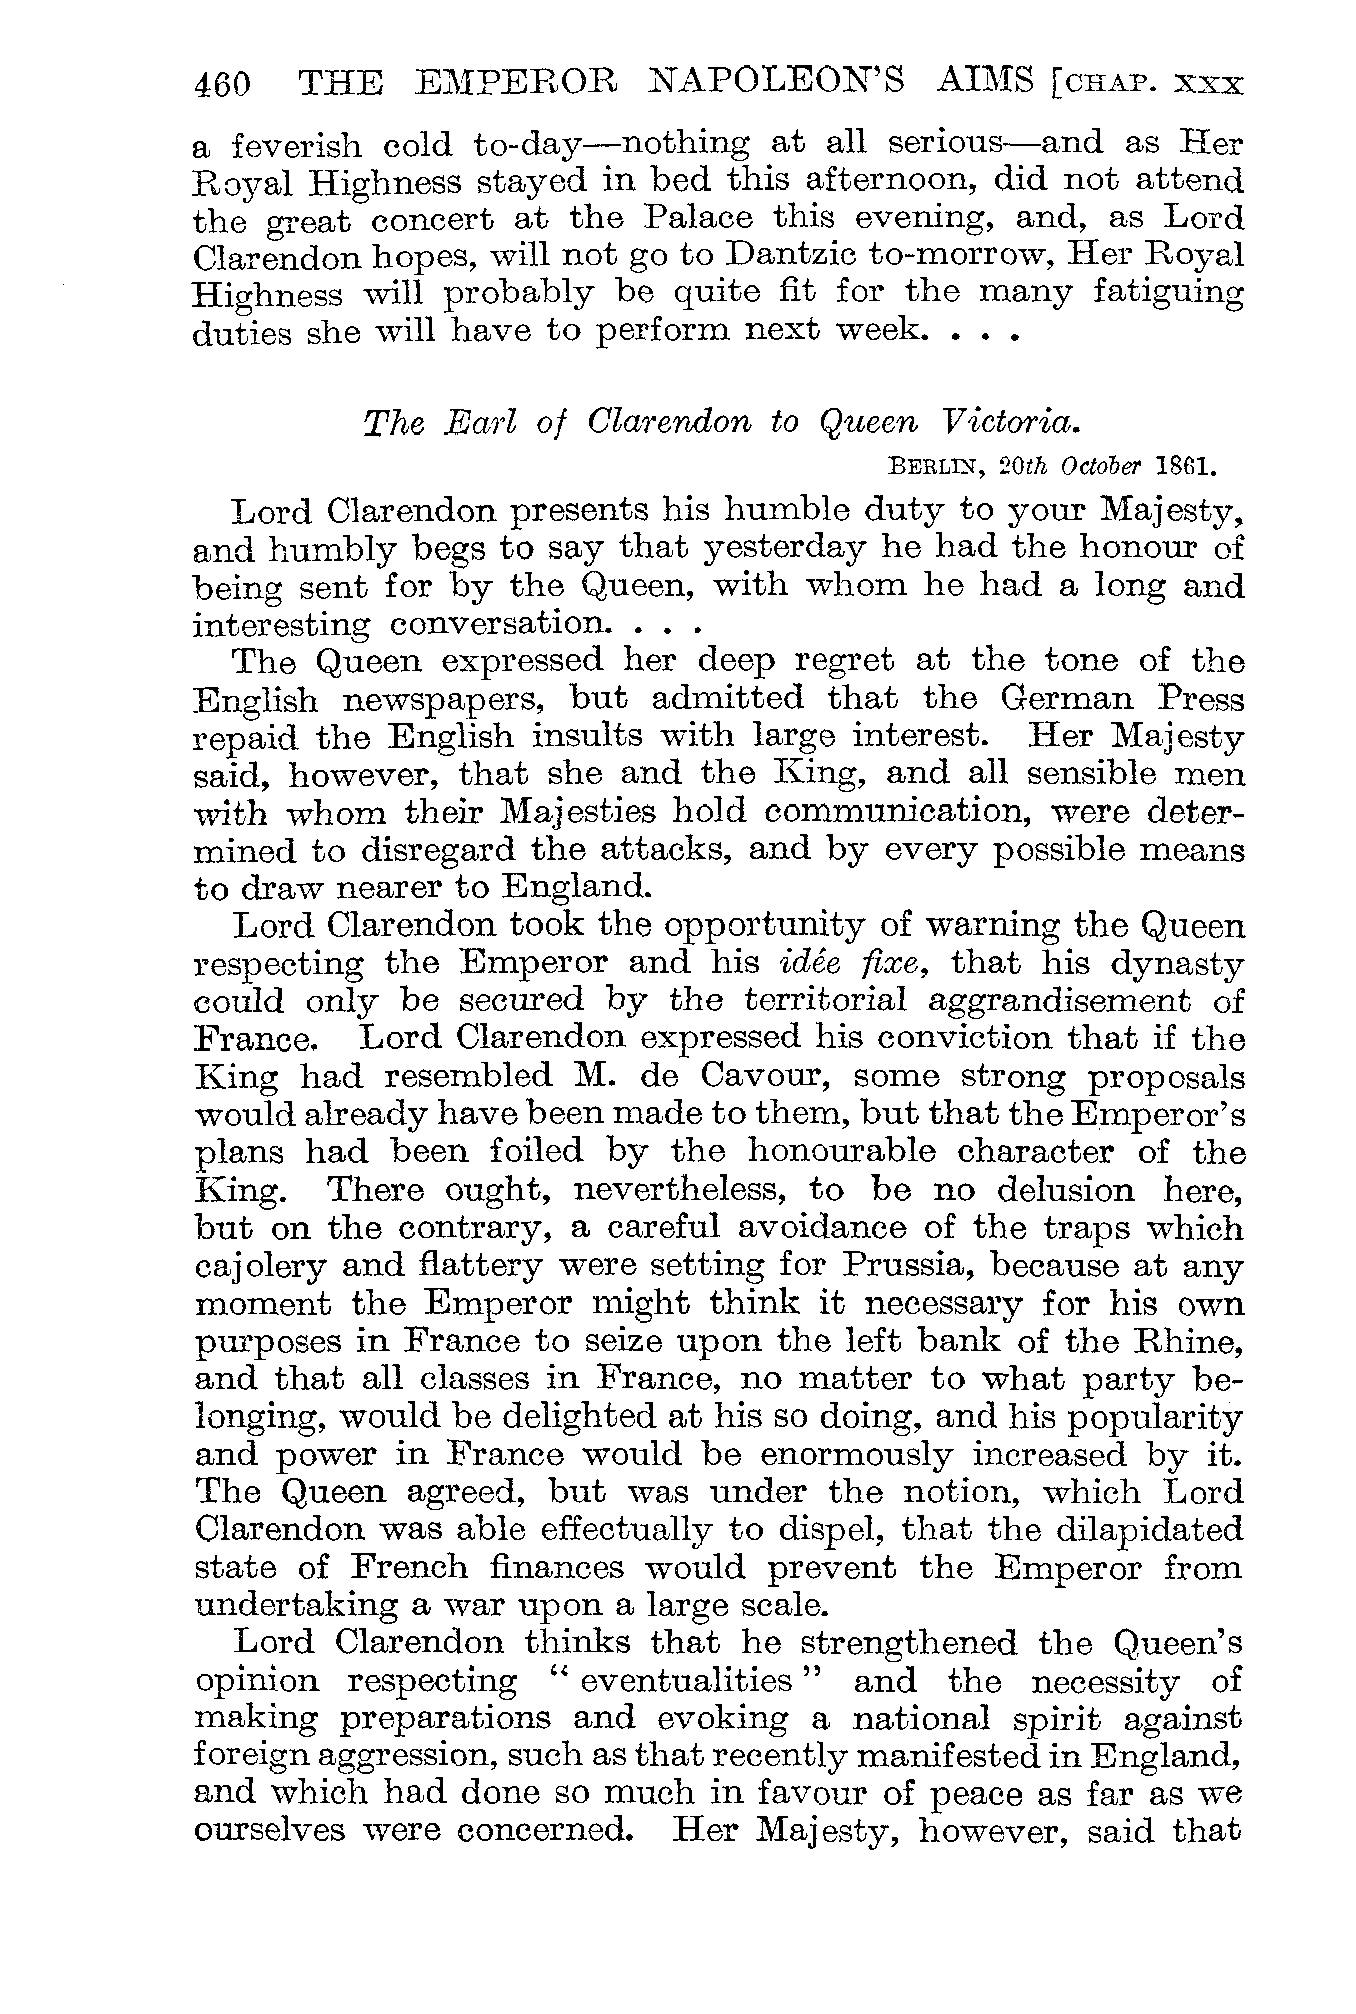 460 THE EMPEROR NAPOLEON'S AIMS [CHAP. XXX
a feverish cold to-day—nothing at all serious—and as Her
Royal Highness stayed in bed this afternoon, did not attend
the great concert at the Palace this evening, and, as Lord
Clarendon hopes, will not go to Dantzic to-morrow, Her Royal
Highness will probably be quite fit for the many fatiguing
duties she will have to perform next week. . . .
The Earl of Clarendon to Queen Victoria.
BERLIN, 20th October 1861.
Lord Clarendon presents his humble duty to your Majesty,
and humbly begs to say that yesterday he had the honour of
being sent for by the Queen, with whom he had a long and
interesting conversation. . . .
The Queen expressed her deep regret at the tone of the
English newspapers, but admitted that the German Press
repaid the English insults with large interest. Her Majesty
said, however, that she and the King, and all sensible men
with whom their Majesties hold communication, were deter-
mined to disregard the attacks, and by every possible means
to draw nearer to England.
Lord Clarendon took the opportunity of warning the Queen
respecting the Emperor and his idée fixe, that his dynasty
could only be secured by the territorial aggrandisement of
France. Lord Clarendon expressed his conviction that if the
King had resembled M. de Cavour, some strong proposals
would already have been made to them, but that the Emperor's
plans had been foiled by the honourable character of the
King. There ought, nevertheless, to be no delusion here,
but on the contrary, a careful avoidance of the traps which
cajolery and flattery were setting for Prussia, because at any
moment the Emperor might think it necessary for his own
purposes in France to seize upon the left bank of the Rhine,
and that all classes in France, no matter to what party be-
longing, would be delighted at his so doing, and his popularity
and power in France would be enormously increased by it.
The Queen agreed, but was under the notion, which Lord
Clarendon was able effectually to dispel, that the dilapidated
state of French finances would prevent the Emperor from
undertaking a war upon a large scale.
Lord Clarendon thinks that he strengthened the Queen's
opinion respecting "eventualities" and the necessity of
making preparations and evoking a national spirit against
foreign aggression, such as that recently manifested in England,
and which had done so much in favour of peace as far as we
ourselves were concerned. Her Majesty, however, said that